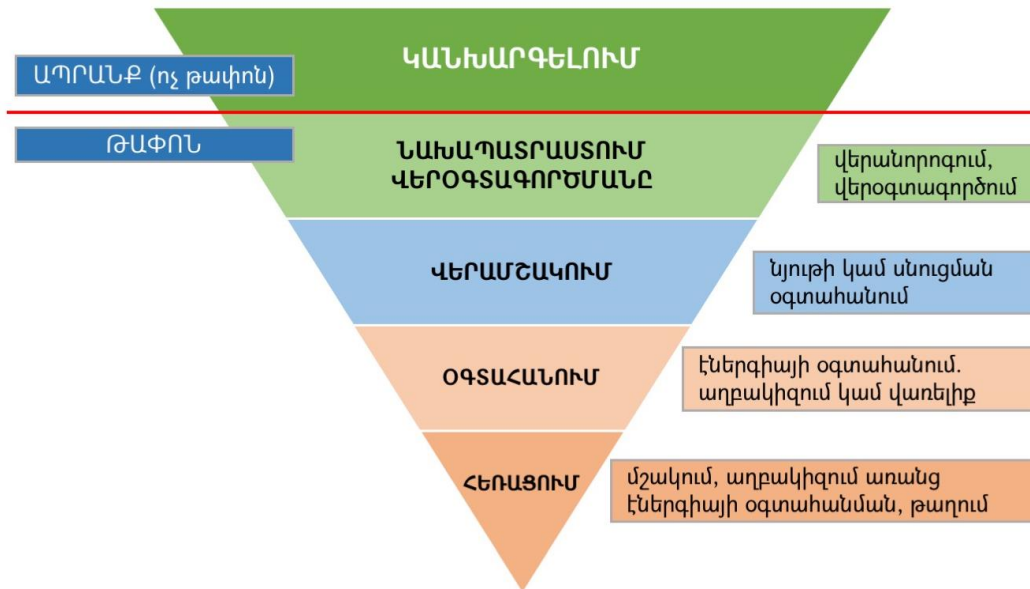 ԿԱՆԽԱՐԳԵԼՈՒՄ
ԱՊՐԱՆՔ (ոչ թափոն)
ԹԱՓՈՆ
ՆԱԽԱՊԱՏՐԱՍՏՈՒՄ
ՎԵՐՕԳՏԱԳՈՐԾՄԱՆԸ
վերանորոգում,
վերօգտագործում
ՎԵՐԱՄՇԱԿՈՒՄ
նյութի կամ սնուցման
օգտահանում
ՕԳՏԱՀԱՆՈՒՄ
էներգիայի օգտահանում.
աղբակիզում կամ վառելիք
ՀԵՌԱՑՈՒՄ
մշակում, աղբակիզում առանց
էներգիայի օգտահանման, թաղում